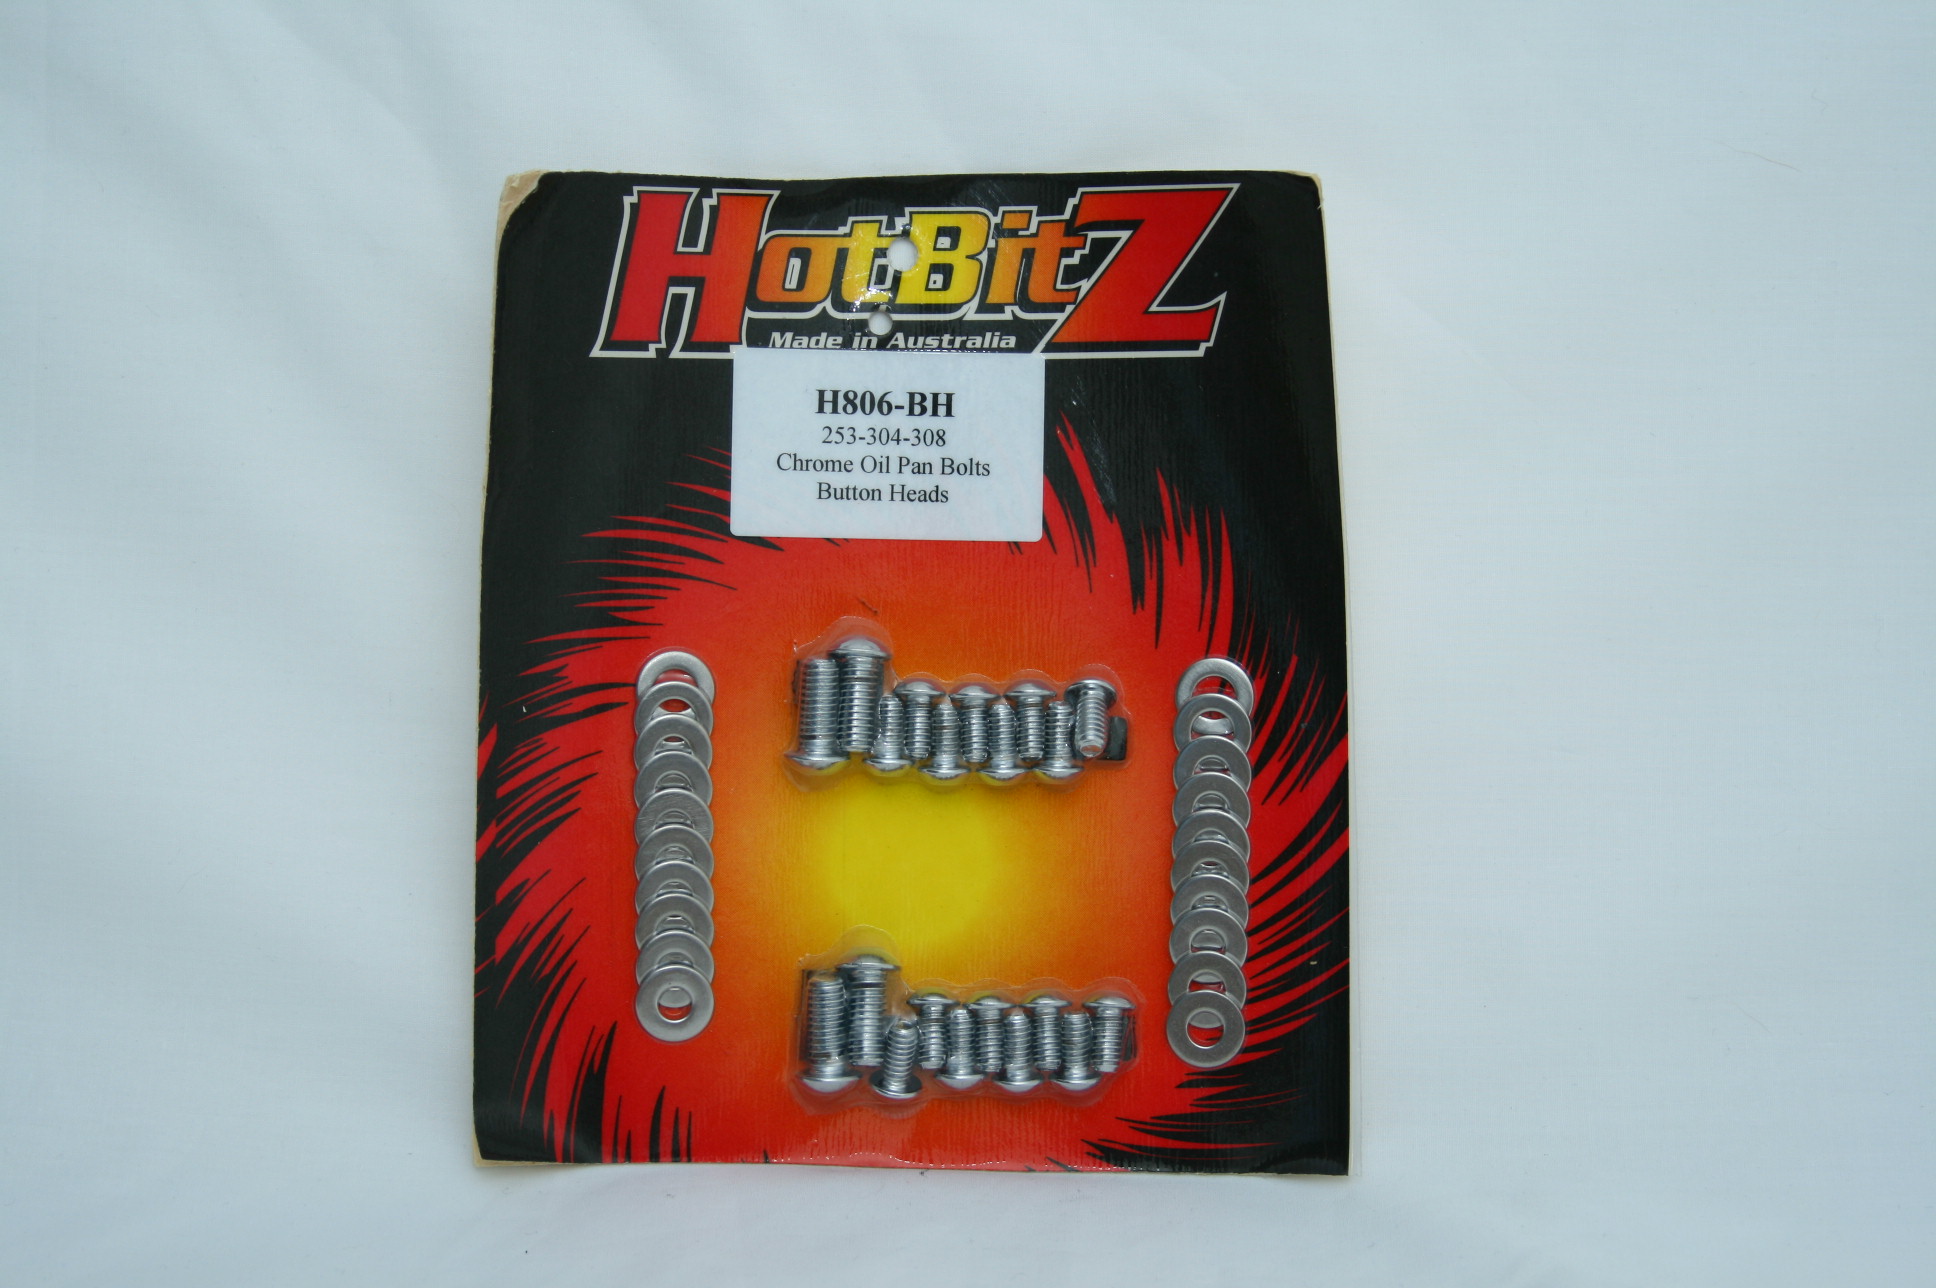 HotBitZ
Made in Australia
H806-BH
253-304-308
Chrome Oil Pan Bolts
Button Heads